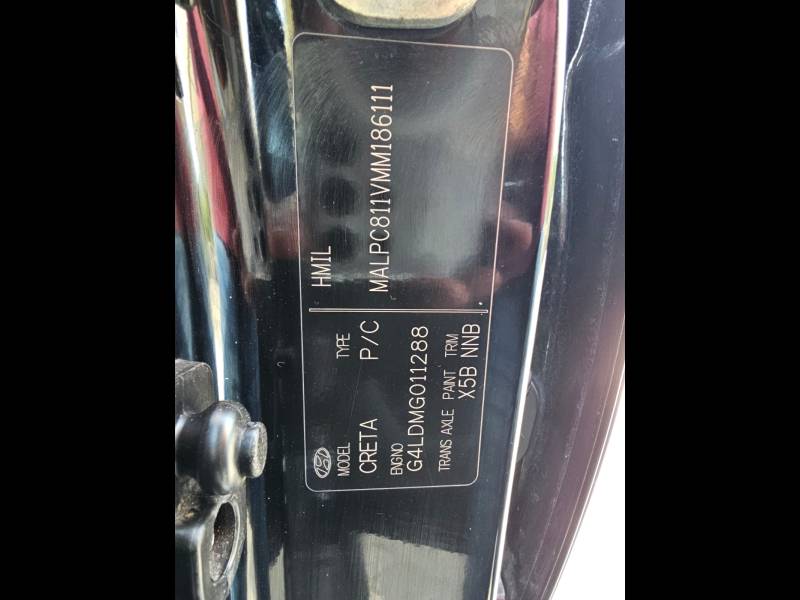 MODEL TYPE
CRETA P/C
ENGNO
G4LDMG011288
TRANS AXLE PAINT TRIM
X5B NNB
HMIL
MALPC811VMM186111